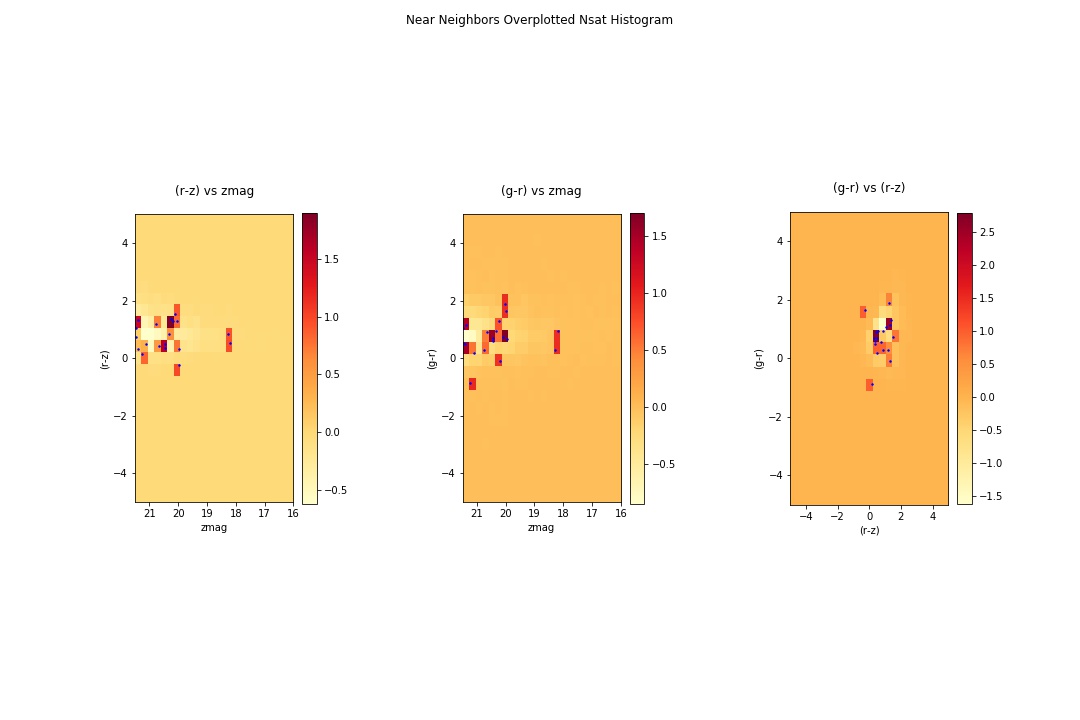 Near Neighbors Overplotted Nsat Histogram
(r-z) vs zmag
4
2
0
−2
−4
(r-z)
21 20 19 18 17 16
zmag
1.5
1.0
0.5
0.0
−0.5
(g-r) vs zmag
4
2
0
−2
−4
(g-r)
21 20 19 18 17 16
zmag
1.5
1.0
0.5
0.0
−0.5
(g-r) vs (r-z)
4
2
0
−2
−4
(g-r)
−4 −2 0 2 4
(r-z)
2.5
2.0
1.5
1.0
0.5
0.0
−0.5
−1.0
−1.5